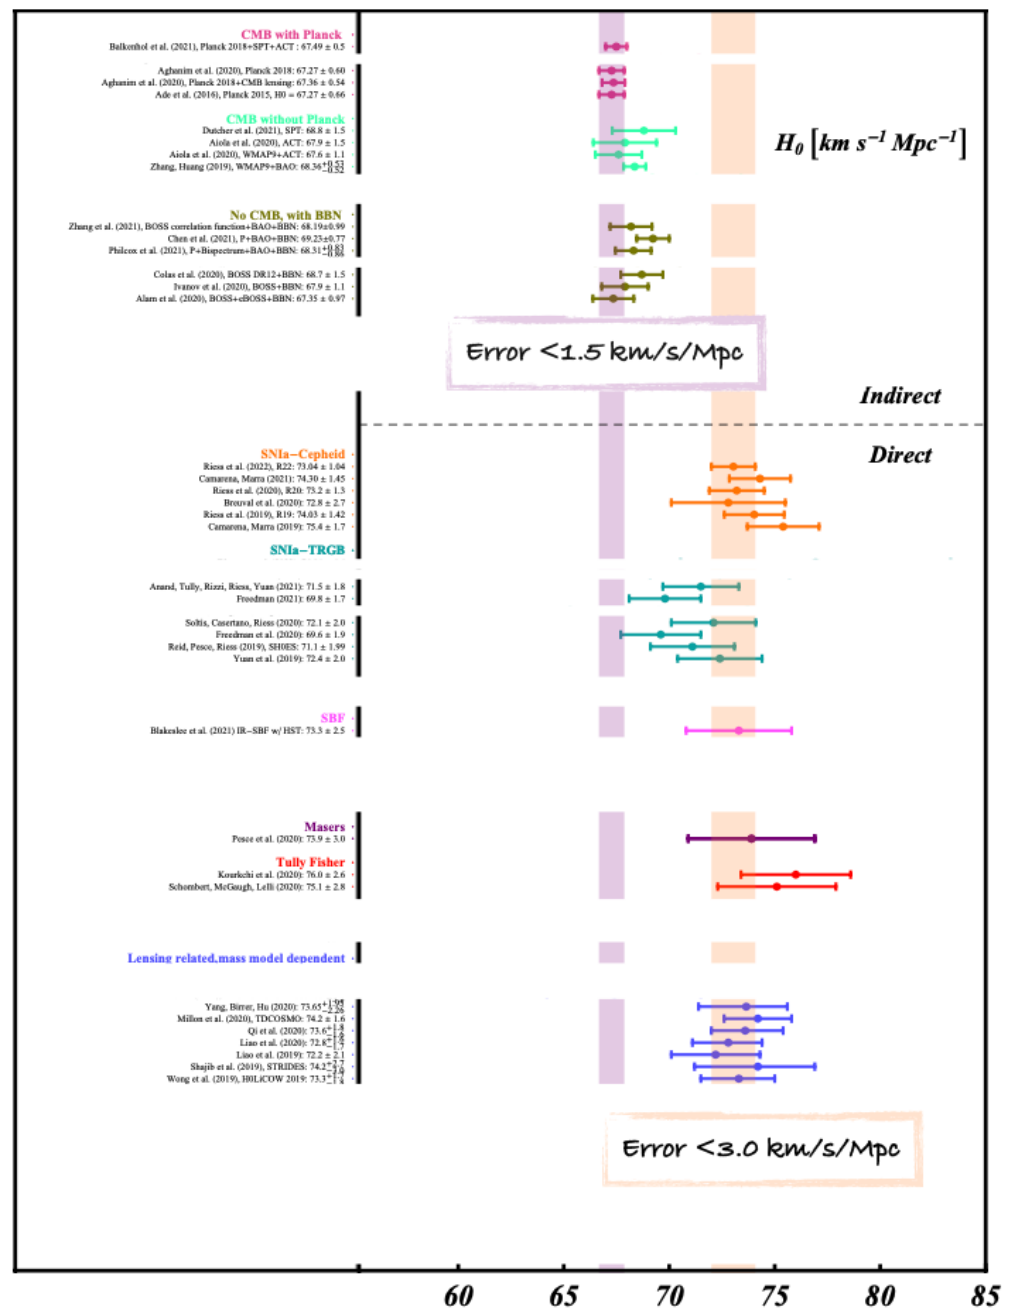 CMB with Planck
Balkenhol et al. (2021), Planck 2018+SPT+ACT : 67.49 ± 0.5
Aghanim et al. (2020), Planck 2018: 67.27 ± 0.60
Aghanim et al. (2020), Planck 2018+CMB lensing: 67.36 ± 0.54
Ade et al. (2016), Planck 2015, H0 = 67.27 ± 0.66
CMB without Planck
Dutcher et al. (2021), SPT: 68.8 ± 1.5
Aiola et al. (2020), ACT: 67.9 ± 1.5
Aiola et al. (2020), WMAP9+ACT: 67.6 ± 1.1
Zhang, Huang (2019), WMAP9+BAO: 68.36+0.53−0.52
H₀ [km s⁻¹ Mpc⁻¹]
No CMB, with BBN
Zhang et al. (2021), BOSS correlation function+BAO+BBN: 68.19±0.99
Chen et al. (2021), P+BAO+BBN: 69.23±0.77
Philcox et al. (2021), P+Bispectrum+BAO+BBN: 68.31+0.83−0.86
Colas et al. (2020), BOSS DR12+BBN: 68.7 ± 1.5
Ivanov et al. (2020), BOSS+BBN: 67.9 ± 1.1
Alam et al. (2020), BOSS+eBOSS+BBN: 67.35 ± 0.97
Error <1.5 km/s/Mpc
Indirect
Direct
SNIa−Cepheid
Riess et al. (2022), R22: 73.04 ± 1.04
Camarena, Marra (2021): 74.30 ± 1.45
Riess et al. (2020), R20: 73.2 ± 1.3
Breuval et al. (2020): 72.8 ± 2.7
Riess et al. (2019), R19: 74.03 ± 1.42
Camarena, Marra (2019): 75.4 ± 1.7
SNIa−TRGB
Anand, Tully, Rizzi, Riess, Yuan (2021): 71.5 ± 1.8
Freedman (2021): 69.8 ± 1.7
Soltis, Casertano, Riess (2020): 72.1 ± 2.0
Freedman et al. (2020): 69.6 ± 1.9
Reid, Pesce, Riess (2019), SH0ES: 71.1 ± 1.99
Yuan et al. (2019): 72.4 ± 2.0
SBF
Blakeslee et al. (2021) IR−SBF w/ HST: 73.3 ± 2.5
Masers
Pesce et al. (2020): 73.9 ± 3.0
Tully Fisher
Kourkchi et al. (2020): 76.0 ± 2.6
Schombert, McGaugh, Lelli (2020): 75.1 ± 2.8
Lensing related, mass model dependent
Yang, Birrer, Hu (2020): 73.65
Millon et al. (2020), TDCOSMO: 74.2 ± 1.6
Qi et al. (2020): 73.6
Liao et al. (2020): 72.8
Liao et al. (2019): 72.2 ± 2.1
Shajib et al. (2019), STRIDES: 74.2
Wong et al. (2019), H0LiCOW 2019: 73.3
Error <3.0 km/s/Mpc
60 65 70 75 80 85